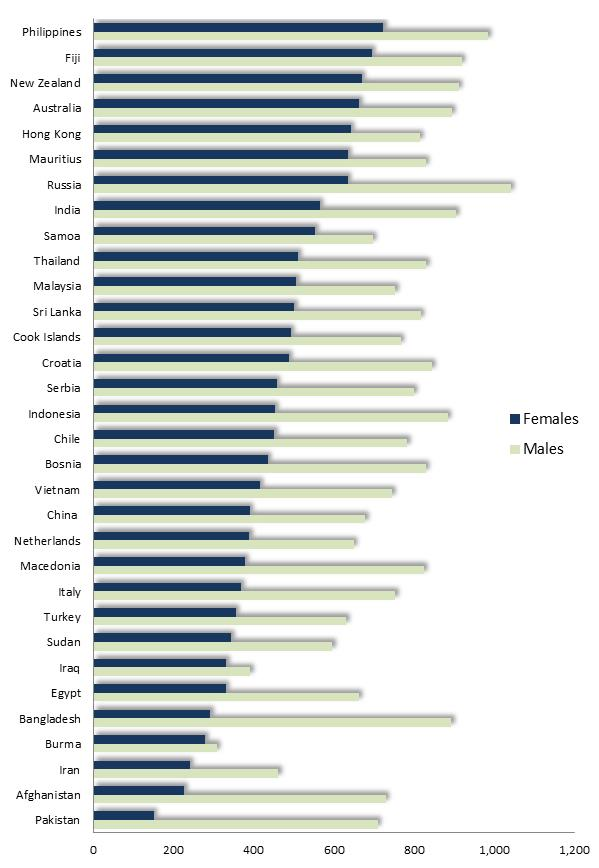 Philippines
Fiji
New Zealand
Australia
Hong Kong
Mauritius
Russia
India
Samoa
Thailand
Malaysia
Sri Lanka
Cook Islands
Croatia
Serbia
Indonesia
Chile
Bosnia
Vietnam
China
Netherlands
Macedonia
Italy
Turkey
Sudan
Iraq
Egypt
Bangladesh
Burma
Iran
Afghanistan
Pakistan
Females
Males
0 200 400 600 800 1,000 1,200